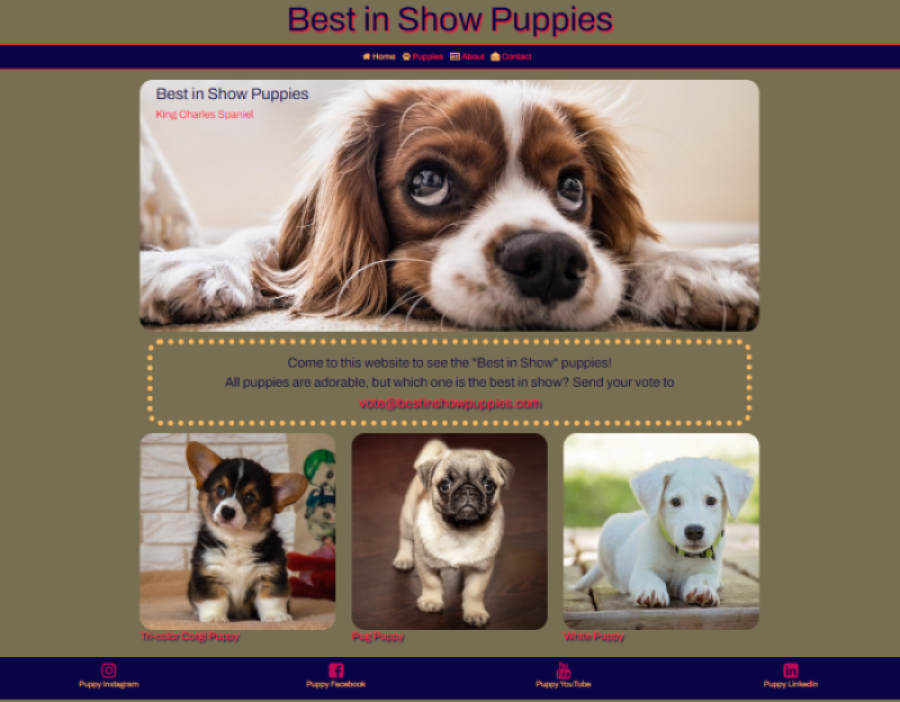 Best in Show Puppies
Home Puppies About Contact
Best in Show Puppies
King Charles Spaniel
Come to this website to see the "Best in Show" puppies!
All puppies are adorable, but which one is the best in show? Send your vote to
vote@bestinshowpuppies.com
Tri-color Corgi Puppy
Pug Puppy
White Puppy
You
Tube
in
Puppy Instagram
Puppy Facebook
Puppy YouTube
Puppy LinkedIn